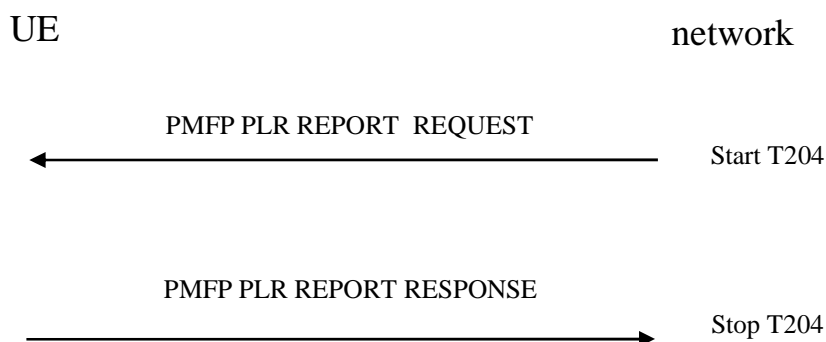 UE
network
PMFP PLR REPORT  REQUEST
Start T204
PMFP PLR REPORT RESPONSE
Stop T204